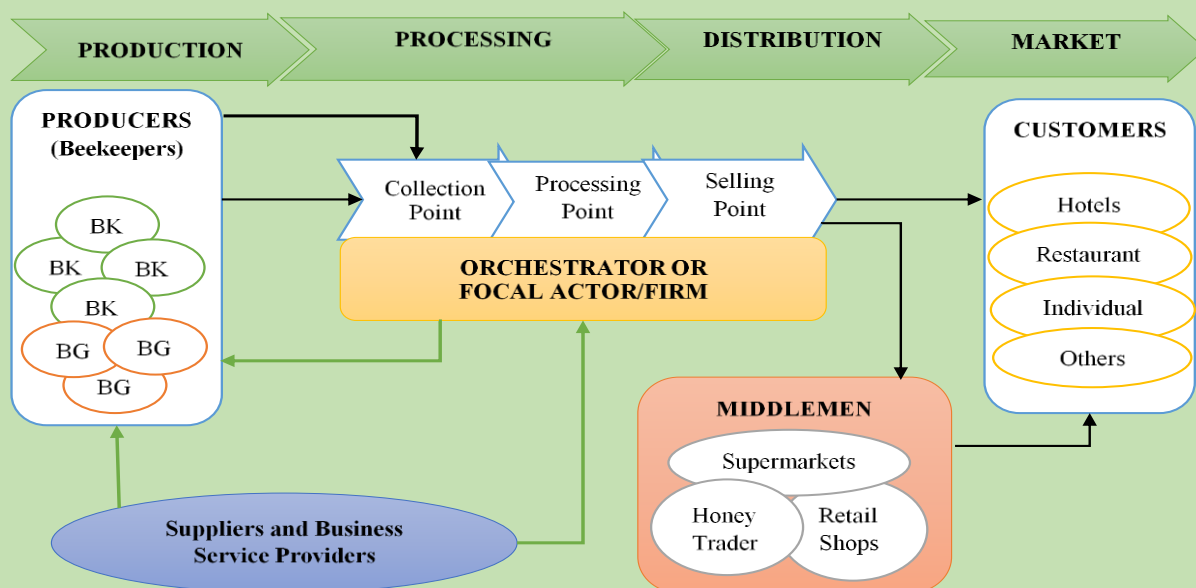 PRODUCTION
PROCESSING
DISTRIBUTION
MARKET
PRODUCERS
(Beekeepers)
BK
BK
BK
BK
BG
BG
BG
Collection
Point
Processing
Point
Selling
Point
ORCHESTRATOR OR
FOCAL ACTOR/FIRM
CUSTOMERS
Hotels
Restaurant
Individual
Others
MIDDLEMEN
Supermarkets
Honey
Trader
Retail
Shops
Suppliers and Business
Service Providers